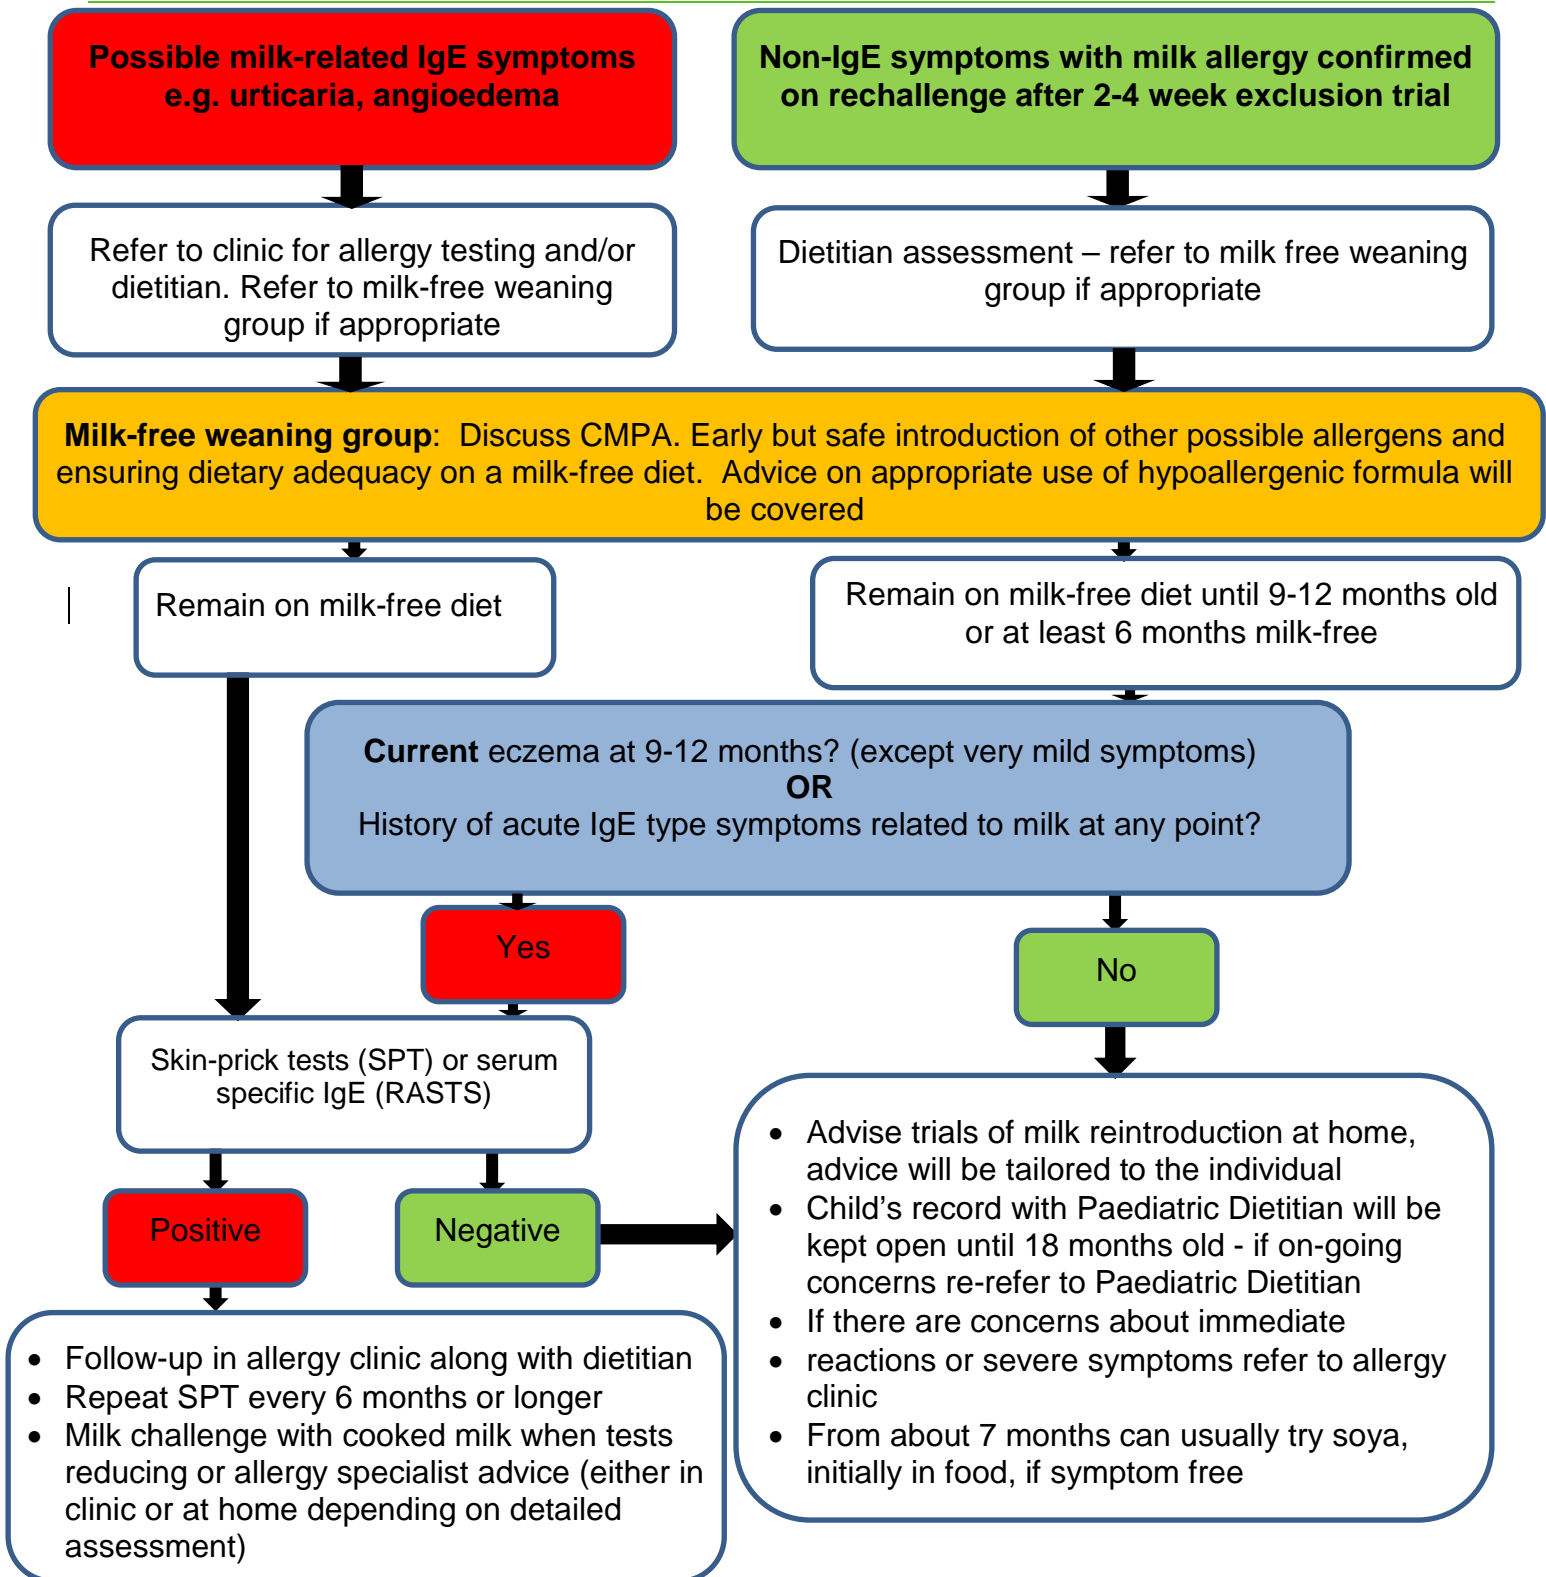 Possible milk-related IgE symptoms
e.g. urticaria, angioedema
Non-IgE symptoms with milk allergy confirmed
on rechallenge after 2-4 week exclusion trial
Refer to clinic for allergy testing and/or
dietitian. Refer to milk-free weaning
group if appropriate
Dietitian assessment – refer to milk free weaning
group if appropriate
Milk-free weaning group:  Discuss CMPA. Early but safe introduction of other possible allergens and
ensuring dietary adequacy on a milk-free diet.  Advice on appropriate use of hypoallergenic formula will
be covered
Remain on milk-free diet
Remain on milk-free diet until 9-12 months old
or at least 6 months milk-free
Current eczema at 9-12 months? (except very mild symptoms)
OR
History of acute IgE type symptoms related to milk at any point?
Yes
No
Skin-prick tests (SPT) or serum
specific IgE (RASTS)
Positive
Negative
• Follow-up in allergy clinic along with dietitian
• Repeat SPT every 6 months or longer
• Milk challenge with cooked milk when tests
reducing or allergy specialist advice (either in
clinic or at home depending on detailed
assessment)
• Advise trials of milk reintroduction at home,
advice will be tailored to the individual
• Child’s record with Paediatric Dietitian will be
kept open until 18 months old - if on-going
concerns re-refer to Paediatric Dietitian
• If there are concerns about immediate
• reactions or severe symptoms refer to allergy
clinic
• From about 7 months can usually try soya,
initially in food, if symptom free